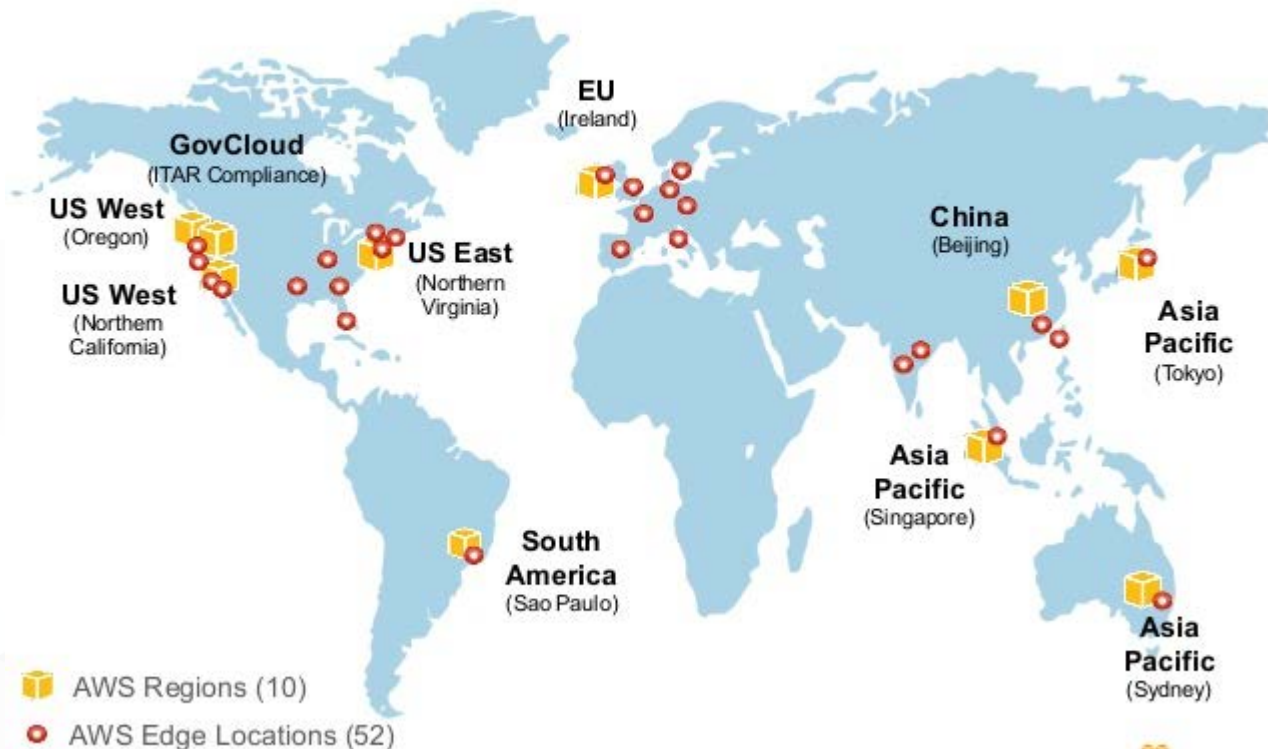 EU
(Ireland)
GovCloud
(ITAR Compliance)
US West
(Oregon)
US East
(Northern
Virginia)
US West
(Northern
California)
China
(Beijing)
Asia
Pacific
(Tokyo)
Asia
Pacific
(Singapore)
South
America
(Sao Paulo)
Asia
Pacific
(Sydney)
AWS Regions (10)
AWS Edge Locations (52)